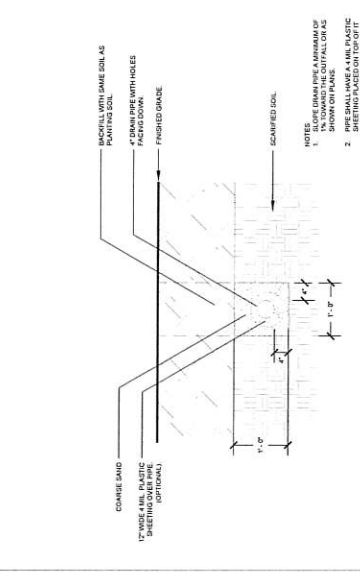 BACKFILL WITH SAME SOIL AS
PLANTING SOIL.
4" DRAIN PIPE WITH HOLES
FACING DOWN.
FINISHED GRADE.
COARSE SAND
12" WIDE 4 MIL. PLASTIC
SHEETING OVER PIPE.
(OPTIONAL)
SCARIFIED SOIL.
1'- 0"
4"
4"
1'- 0"
NOTES
1. SLOPE DRAIN PIPE A MINIMUM OF
1% TOWARD THE OUTFALL OR AS
SHOWN ON PLANS.
2. PIPE SHALL HAVE A 4 MIL PLASTIC
SHEETING PLACED ON TOP OF IT